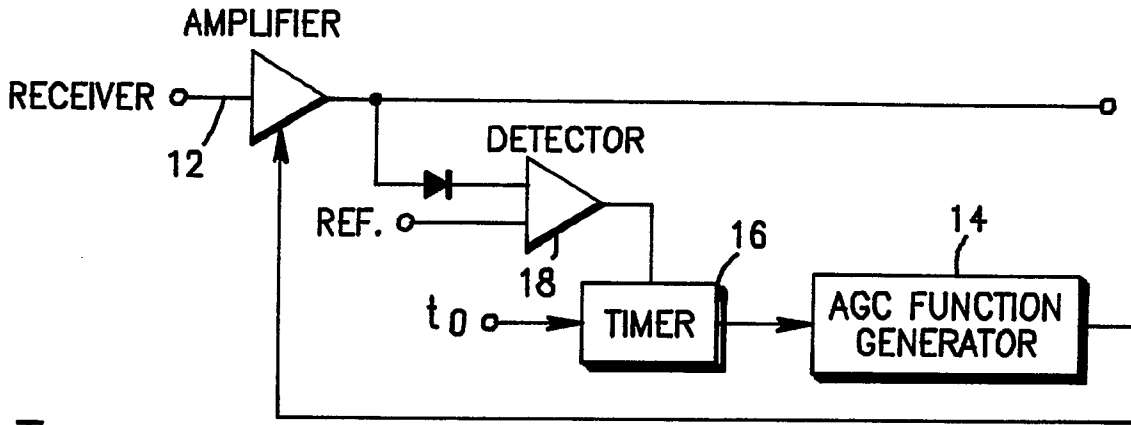 AMPLIFIER
RECEIVER
12
DETECTOR
REF.
18
16
14
t0
TIMER
AGC FUNCTION
GENERATOR